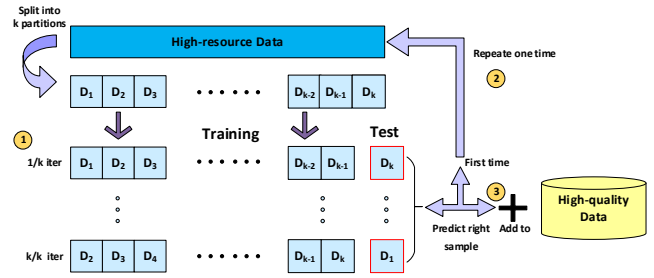 Split into
k partitions
High-resource Data
Repeate one time
2
D1 D2 D3 ······ Dk-2 Dk-1 Dk
1
Training
Test
1/k iter
D1 D2 D3 ······ Dk-2 Dk-1 Dk
First time
3
High-quality
Data
Predict right
sample
Add to
k/k iter
D2 D3 D4 ······ Dk-1 Dk D1